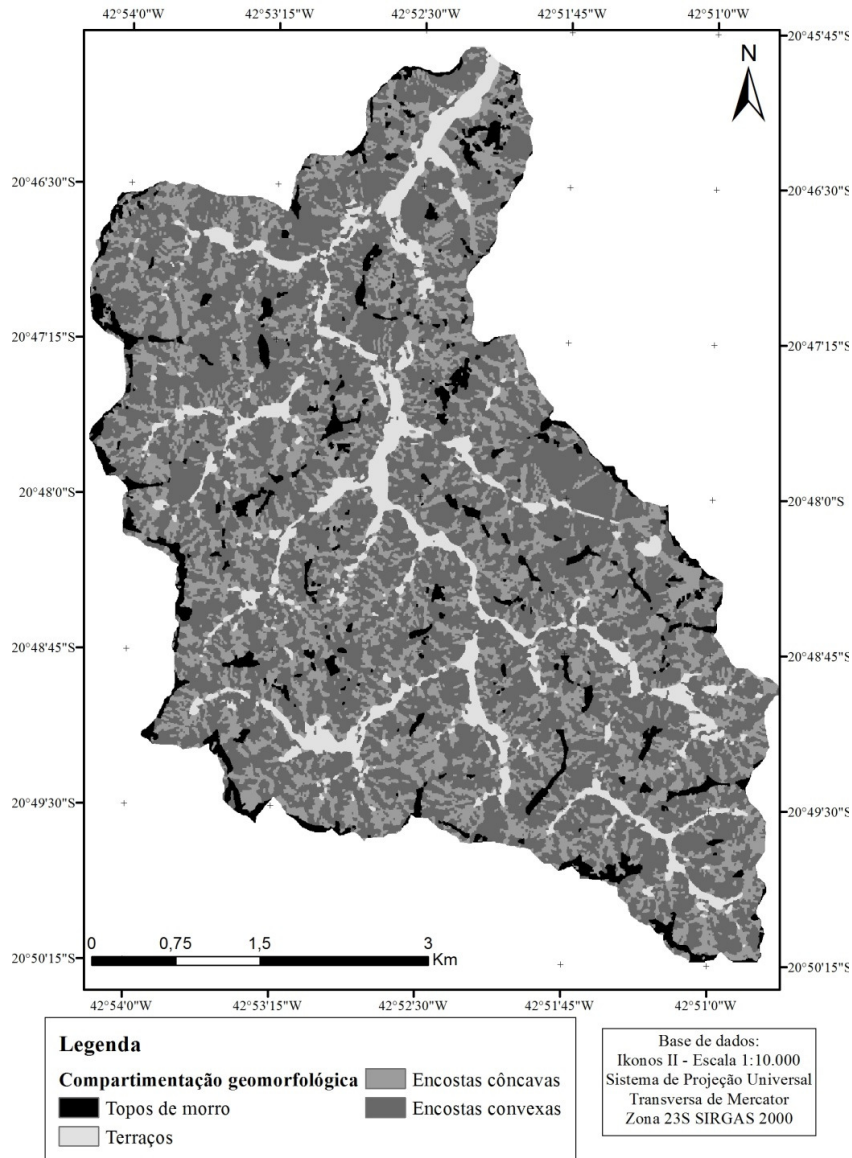 42°54'0"W 42°53'15"W 42°52'30"W 42°51'45"W 42°51'0"W
20°45'45"S
N
20°46'30"S 20°46'30"S
20°47'15"S 20°47'15"S
20°48'0"S 20°48'0"S
20°48'45"S 20°48'45"S
20°49'30"S 20°49'30"S
20°50'15"S 20°50'15"S
0 0,75 1,5 3
Km
42°54'0"W 42°53'15"W 42°52'30"W 42°51'45"W 42°51'0"W
Legenda
Compartimentação geomorfológica
Topos de morro
Terraços
Encostas côncavas
Encostas convexas
Base de dados:
Ikonos II - Escala 1:10.000
Sistema de Projeção Universal
Transversa de Mercator
Zona 23S SIRGAS 2000